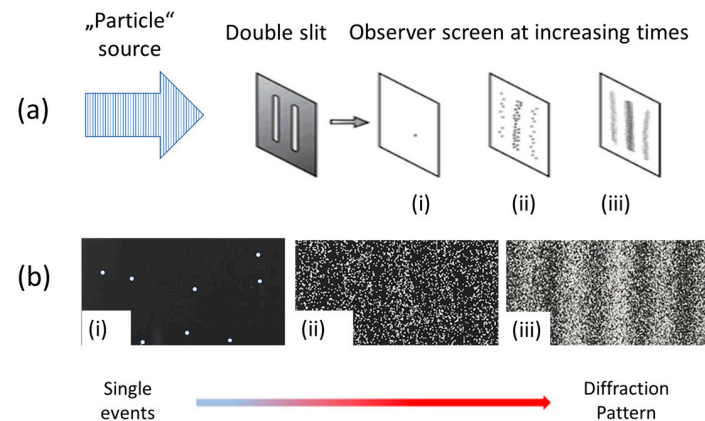 „Particle“
source
Double slit
Observer screen at increasing times
(a)
(i)
(ii)
(iii)
(b)
(i)
(ii)
(iii)
Single
events
Diffraction
Pattern